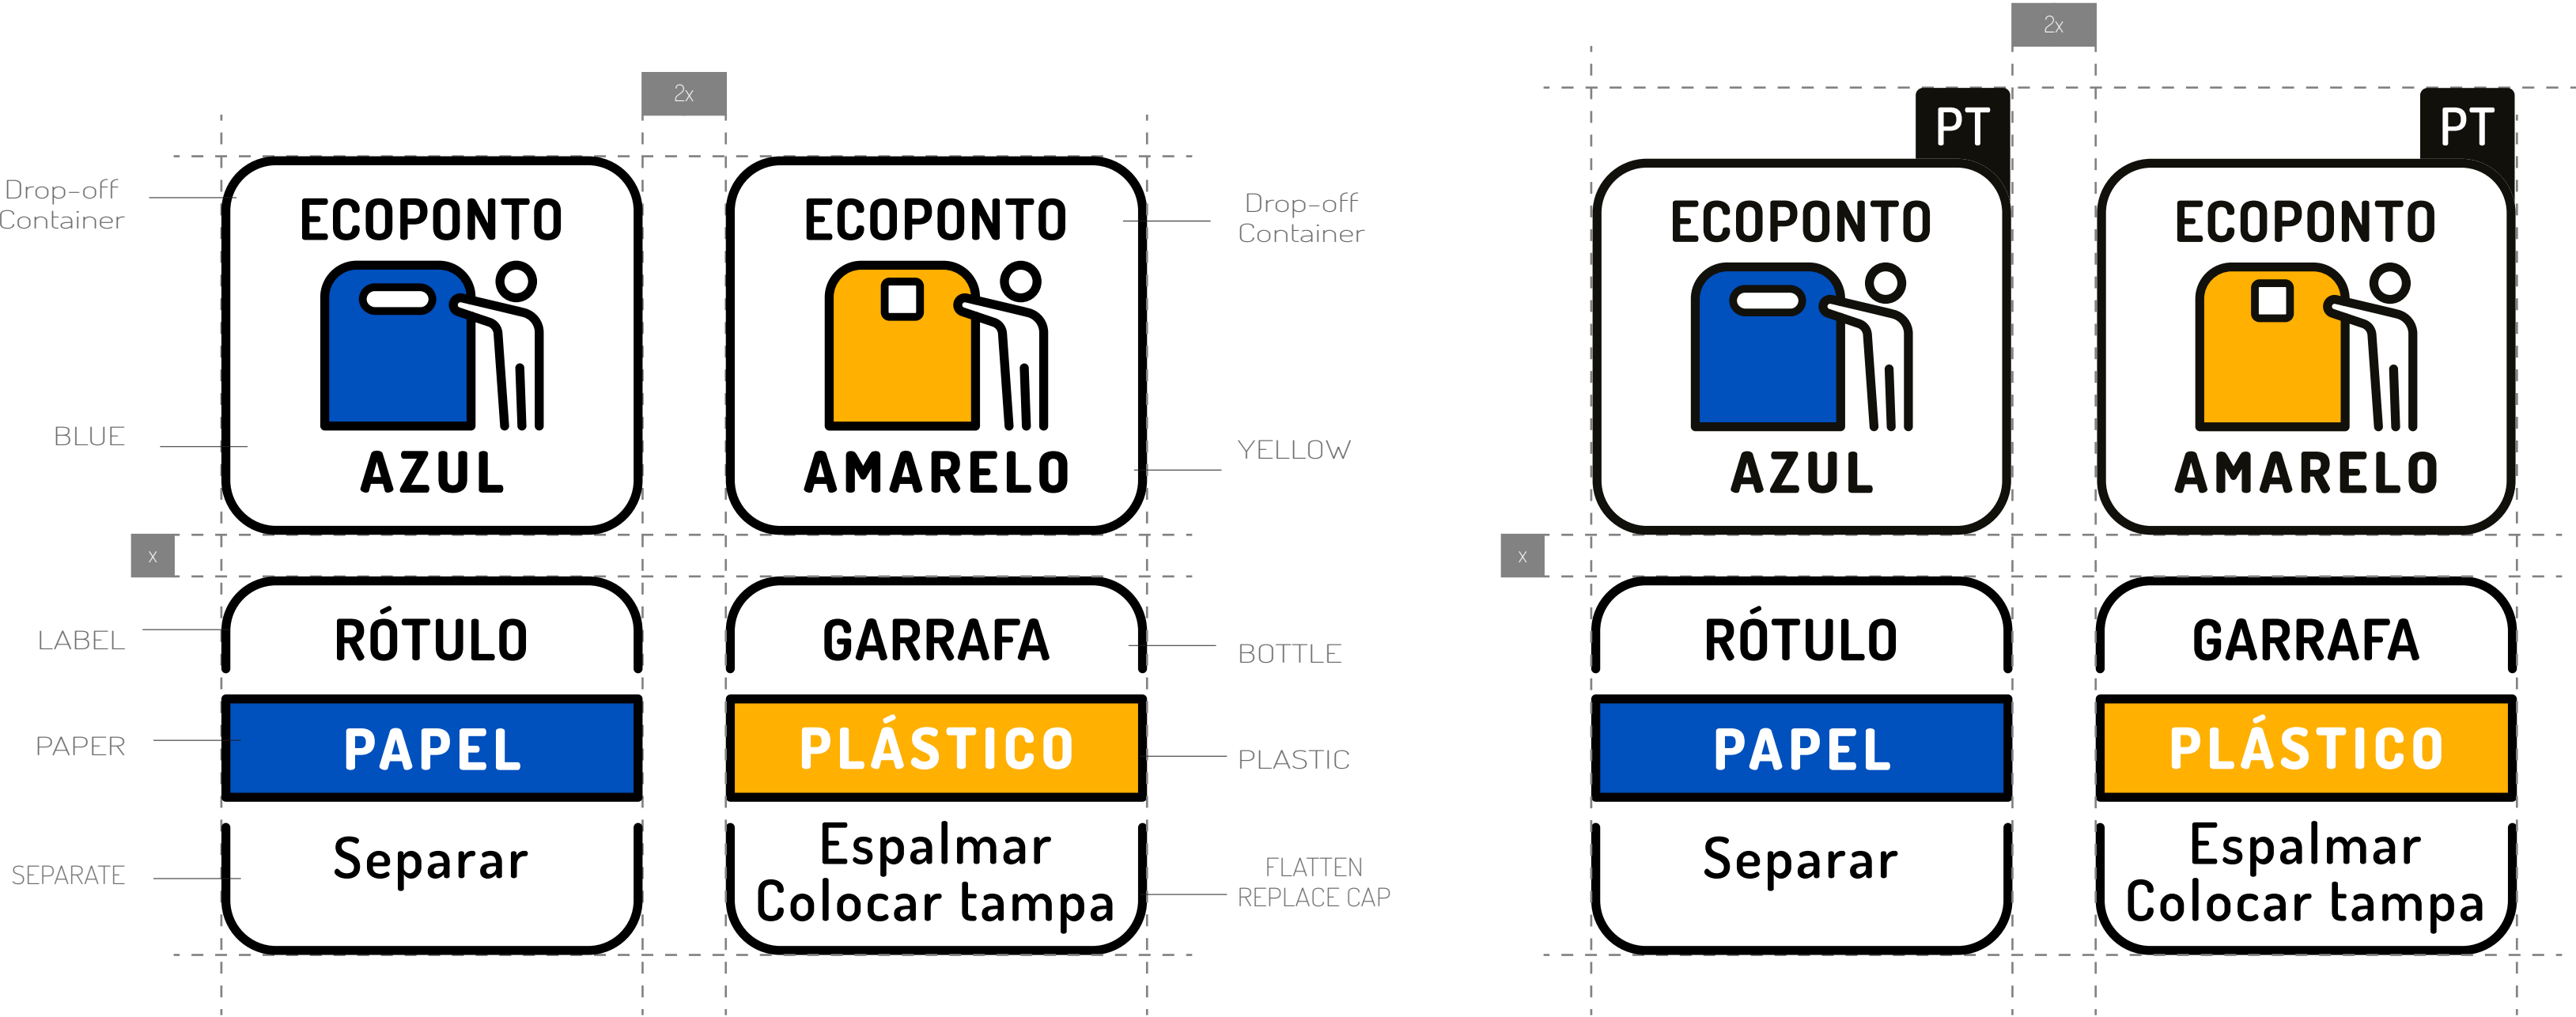 2x
2x
PT
PT
Drop-off
Container
ECOPONTO
AZUL
BLUE
ECOPONTO
AMARELO
Drop-off
Container
YELLOW
ECOPONTO
AZUL
ECOPONTO
AMARELO
x
x
LABEL
RÓTULO
GARRAFA
BOTTLE
RÓTULO
GARRAFA
PAPER
PAPEL
PLÁSTICO
PLASTIC
PAPEL
PLÁSTICO
SEPARATE
Separar
Espalmar
Colocar tampa
FLATTEN
REPLACE CAP
Separar
Espalmar
Colocar tampa